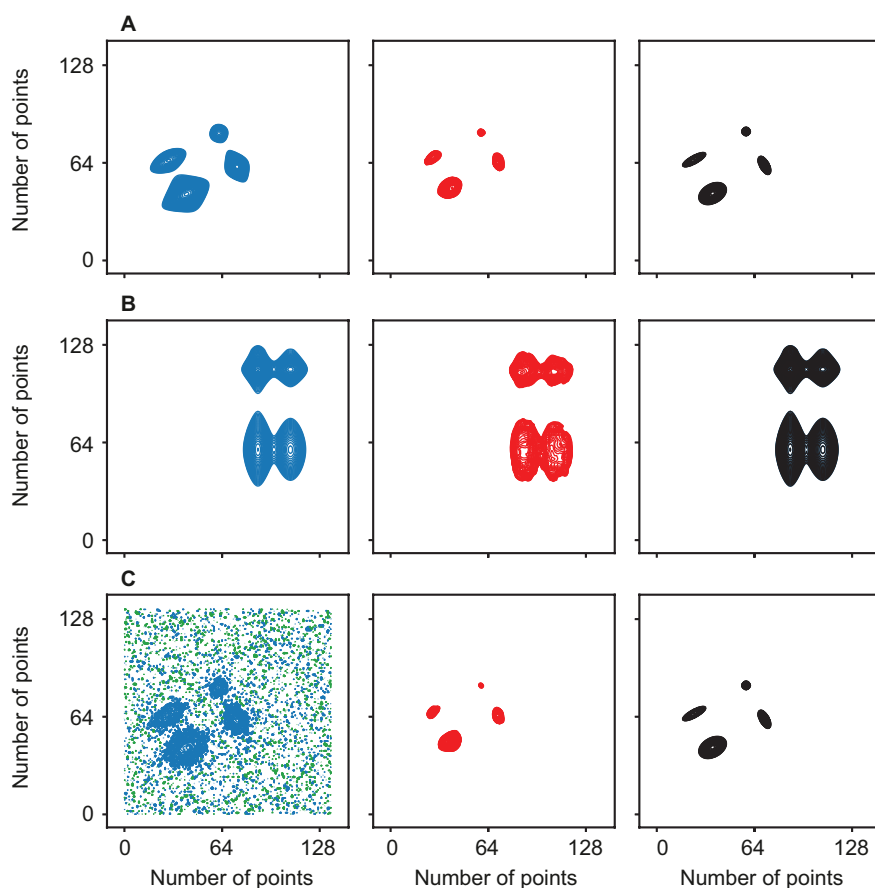 A
Number of points
128
64
0
B
Number of points
128
64
0
C
Number of points
128
64
0
0 64 128 0 64 128 0 64 128
Number of points Number of points Number of points